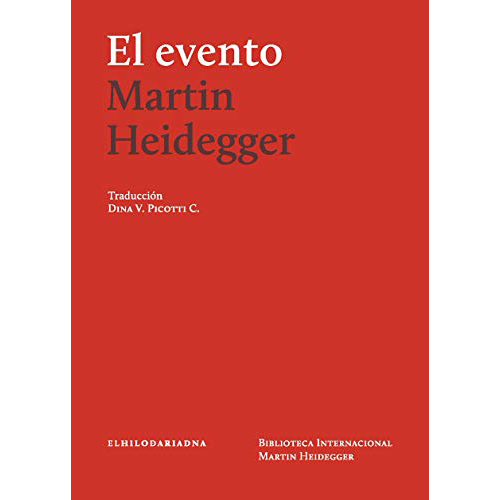 El evento
Martin
Heidegger
Traducción
Dina V. Picotti C.
ELHILODARIADNA
Biblioteca Internacional
Martin Heidegger